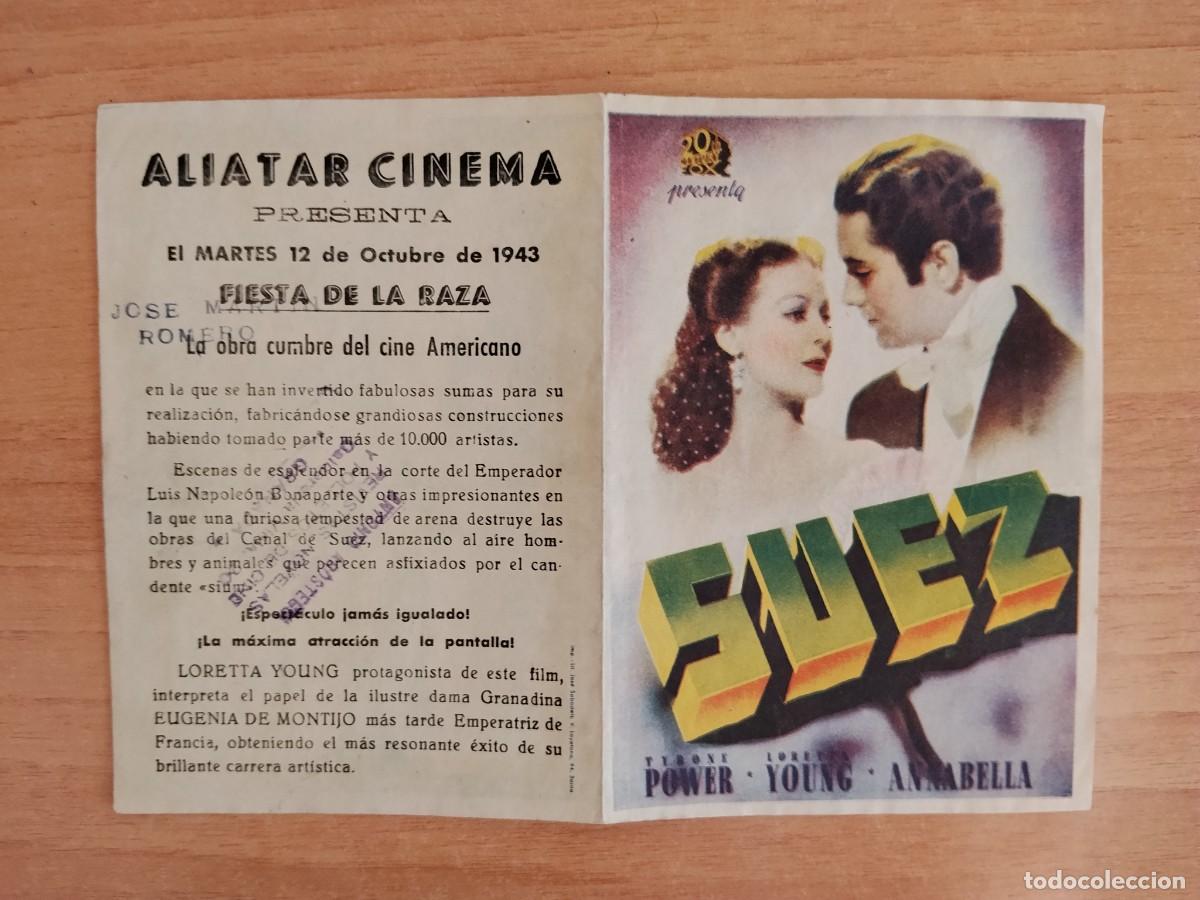 ALIATAR CINEMA
PRESENTA
El MARTES 12 de Octubre de 1943
FIESTA DE LA RAZA
JOSE MARTIN
ROMERO
La obra cumbre del cine Americano
en la que se han invertido fabulosas sumas para su
realización, fabricándose grandiosas construcciones
habiendo tomado parte más de 10.000 artistas.
Escenas de esplendor en la corte del Emperador
Luis Napoleón Bonaparte y otras impresionantes en
la que una furiosa tempestad de arena destruye las
obras del Canal de Suez, lanzando al aire hom-
bres y animales que perecen asfixiados por el can-
dente «simun».
¡Espectáculo jamás igualado!
¡La máxima atracción de la pantalla!
LORETTA YOUNG protagonista de este film,
interpreta el papel de la ilustre dama Granadina
EUGENIA DE MONTIJO más tarde Emperatriz de
Francia, obteniendo el más resonante éxito de su
brillante carrera artística.
20th
CENTURY
FOX
presenta
SUEZ
TYRONE POWER · LORETTA YOUNG · ANNABELLA
todocoleccion